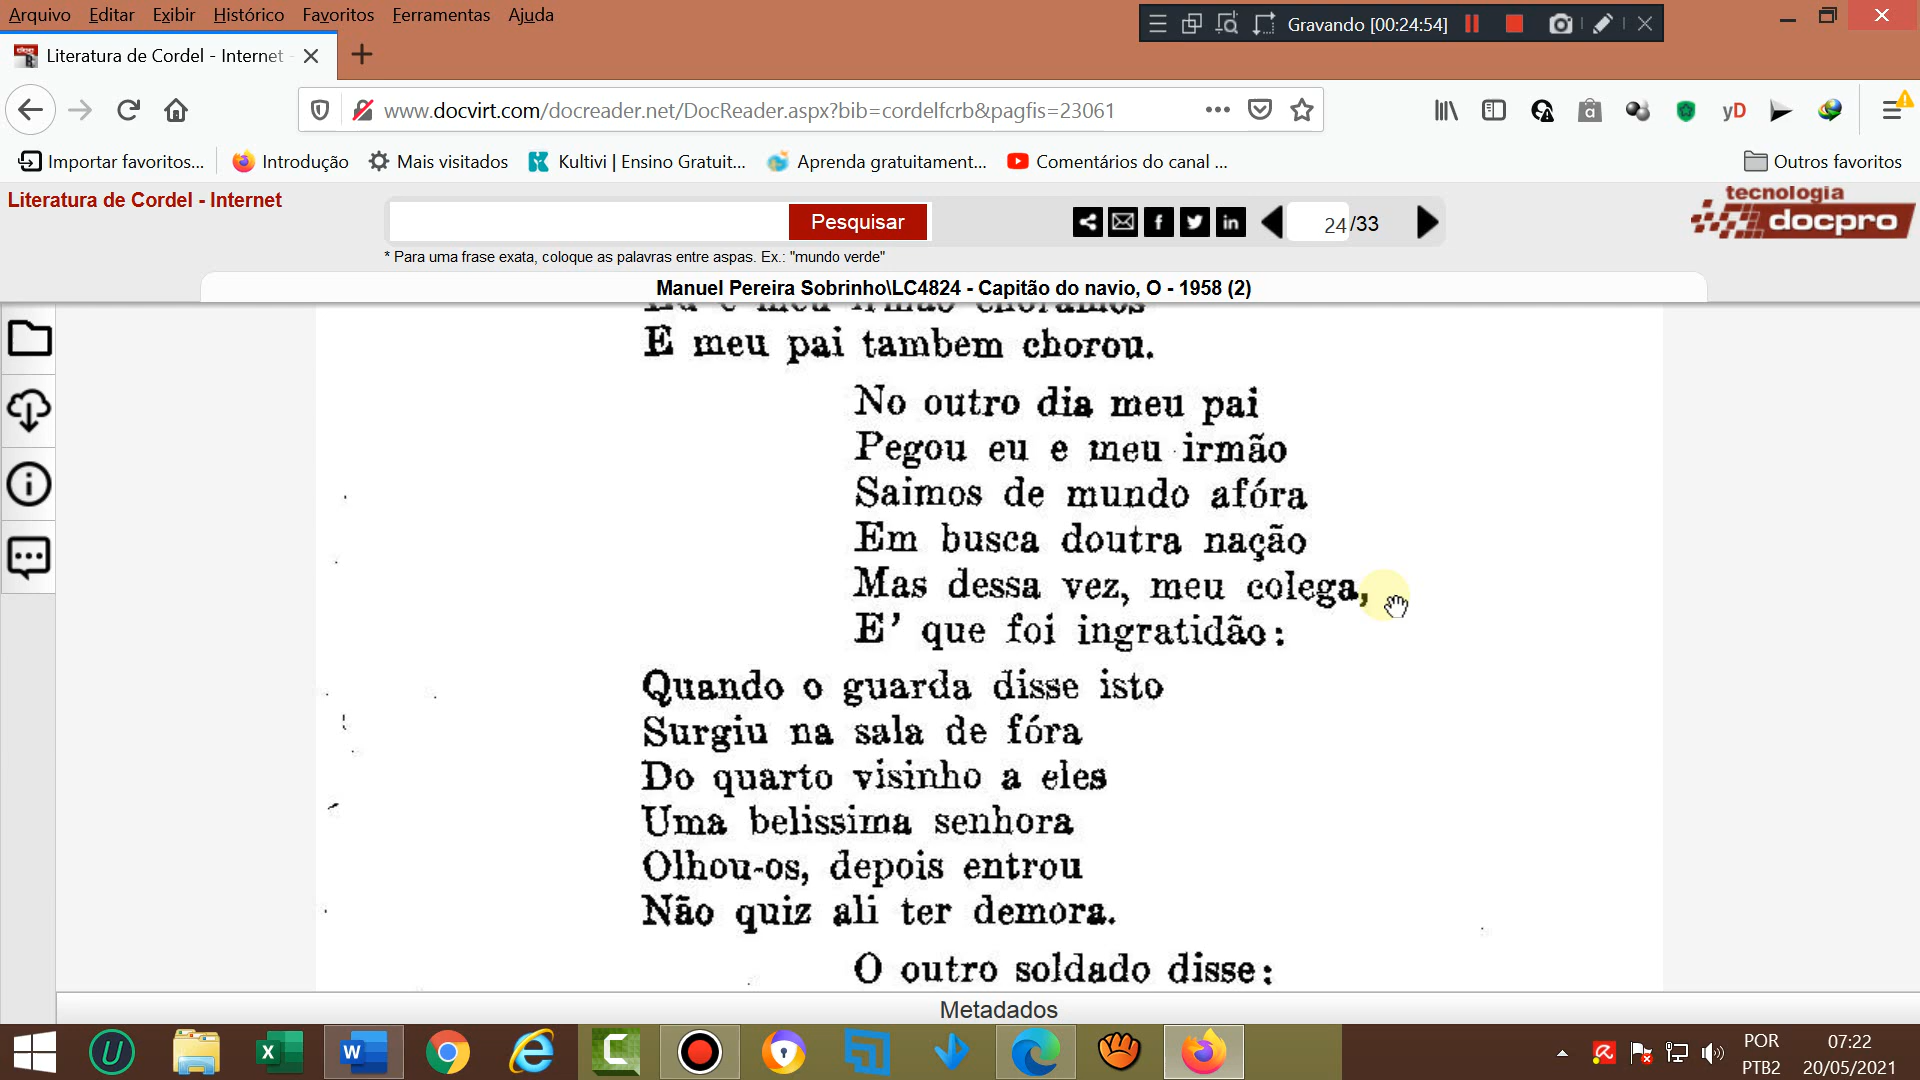 Arquivo Editar Exibir Histórico Favoritos Ferramentas Ajuda
Gravando [00:24:54]
Literatura de Cordel - Internet -
www.docvirt.com/docreader.net/DocReader.aspx?bib=cordelfcrb&pagfis=23061
Importar favoritos... Introdução Mais visitados Kultivi | Ensino Gratuit... Aprenda gratuitament... Comentários do canal ... Outros favoritos
Literatura de Cordel - Internet
Pesquisar
24 /33
tecnologia
docpro
* Para uma frase exata, coloque as palavras entre aspas. Ex.: "mundo verde"
Manuel Pereira Sobrinho\LC4824 - Capitão do navio, O - 1958 (2)
Eu e meu irmão choramos
E meu pai tambem chorou.
No outro dia meu pai
Pegou eu e meu irmão
Saimos de mundo afóra
Em busca doutra nação
Mas dessa vez, meu colega,
E' que foi ingratidão:
Quando o guarda disse isto
Surgiu na sala de fóra
Do quarto visinho a eles
Uma belissima senhora
Olhou-os, depois entrou
Não quiz ali ter demora.
O outro soldado disse:
Metadados
POR
PTB2
07:22
20/05/2021